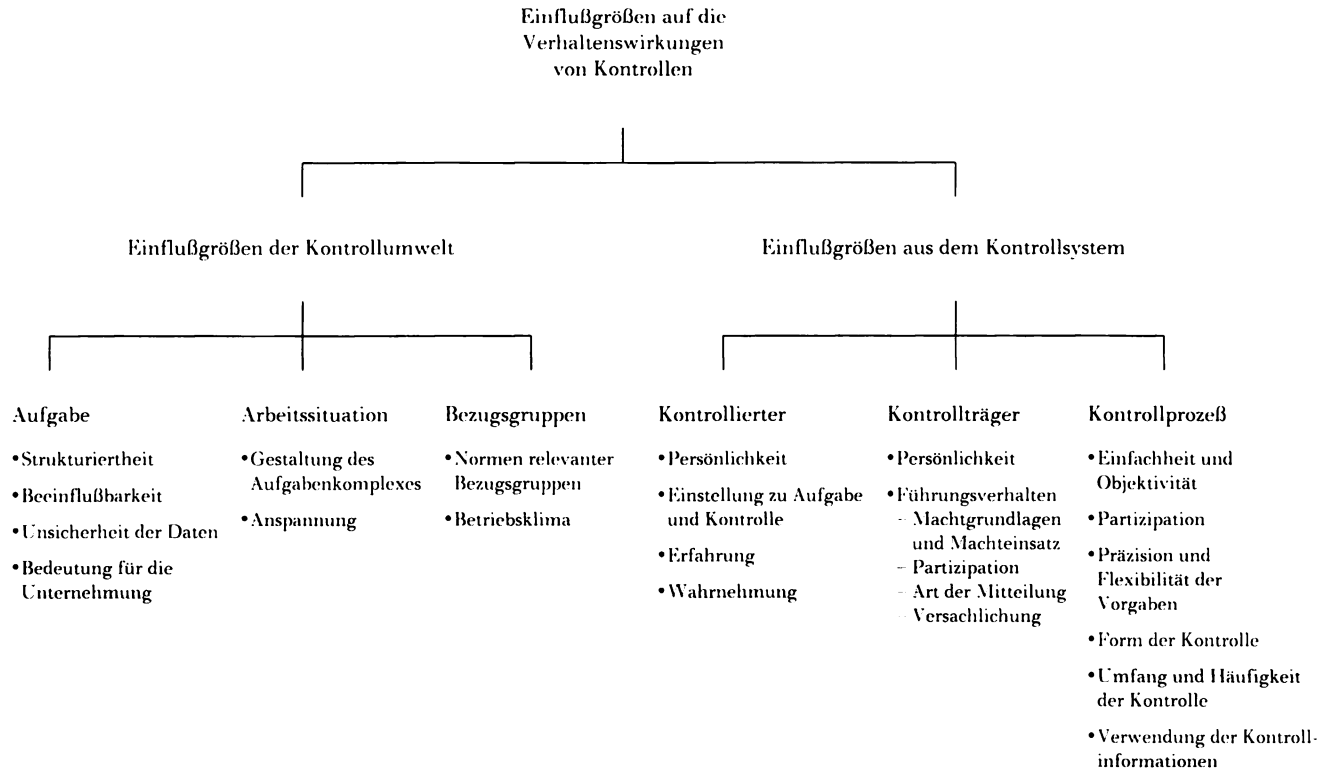 Einflußgrößen auf die
Verhaltenswirkungen
von Kontrollen
Einflußgrößen der Kontrollumwelt
Einflußgrößen aus dem Kontrollsystem
Aufgabe
• Strukturiertheit
• Beeinflußbarkeit
• Unsicherheit der Daten
• Bedeutung für die
Unternehmung
Arbeitssituation
• Gestaltung des
Aufgabenkomplexes
• Anspannung
Bezugsgruppen
• Normen relevanter
Bezugsgruppen
• Betriebsklima
Kontrollierter
• Persönlichkeit
• Einstellung zu Aufgabe
und Kontrolle
• Erfahrung
• Wahrnehmung
Kontrollträger
• Persönlichkeit
• Führungsverhalten
– Machtgrundlagen
und Machteinsatz
– Partizipation
– Art der Mitteilung
– Versachlichung
Kontrollprozeß
• Einfachheit und
Objektivität
• Partizipation
• Präzision und
Flexibilität der
Vorgaben
• Form der Kontrolle
• Umfang und Häufigkeit
der Kontrolle
• Verwendung der Kontroll-
informationen